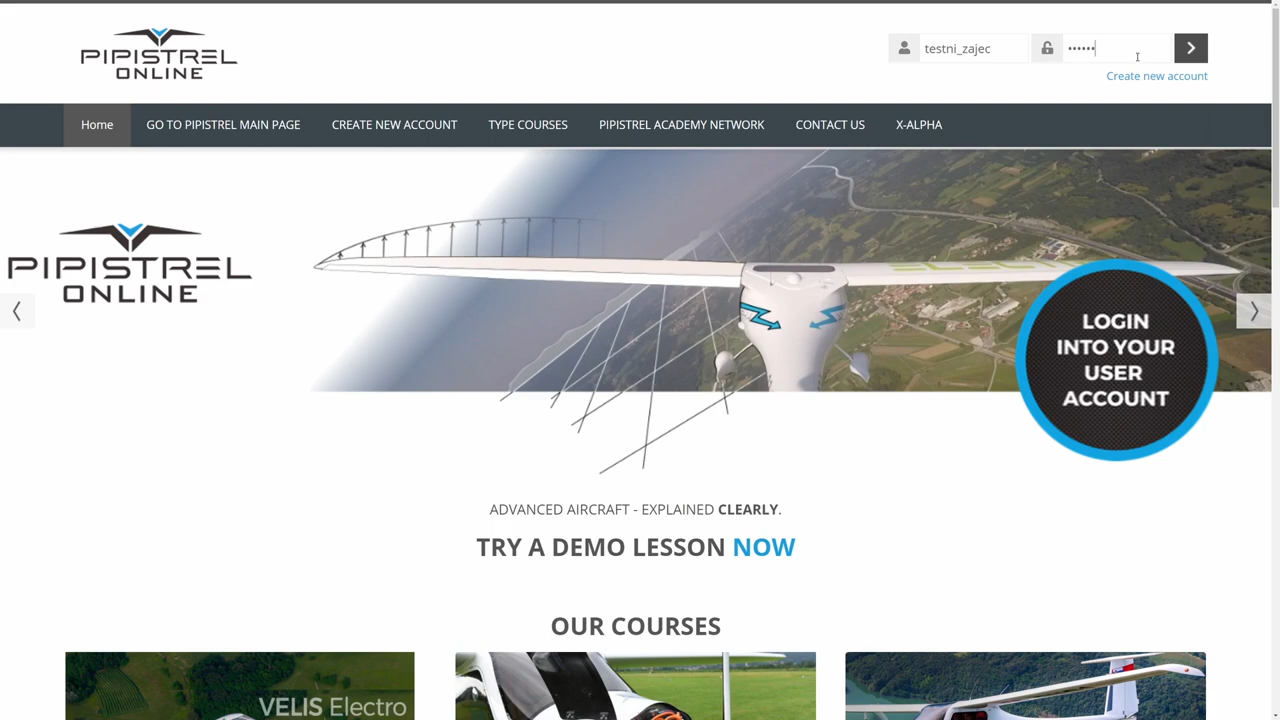 PIPISTREL
ONLINE
testni_zajec
••••••
Create new account
Home
GO TO PIPISTREL MAIN PAGE
CREATE NEW ACCOUNT
TYPE COURSES
PIPISTREL ACADEMY NETWORK
CONTACT US
X-ALPHA
PIPISTREL
ONLINE
LOGIN
INTO YOUR
USER
ACCOUNT
ADVANCED AIRCRAFT - EXPLAINED CLEARLY.
TRY A DEMO LESSON NOW
OUR COURSES
VELIS Electro